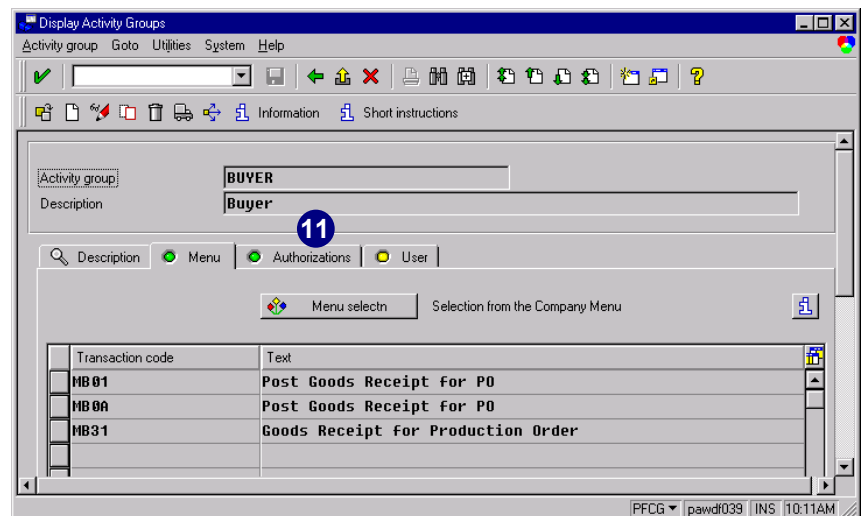 Display Activity Groups
Activity group Goto Utilities System Help
Information Short instructions
Activity group BUYER
Description Buyer
11
Description Menu Authorizations User
Menu selectn Selection from the Company Menu
Transaction code Text
MB01 Post Goods Receipt for PO
MB0A Post Goods Receipt for PO
MB31 Goods Receipt for Production Order
PFCG pawdf039 INS 10:11AM